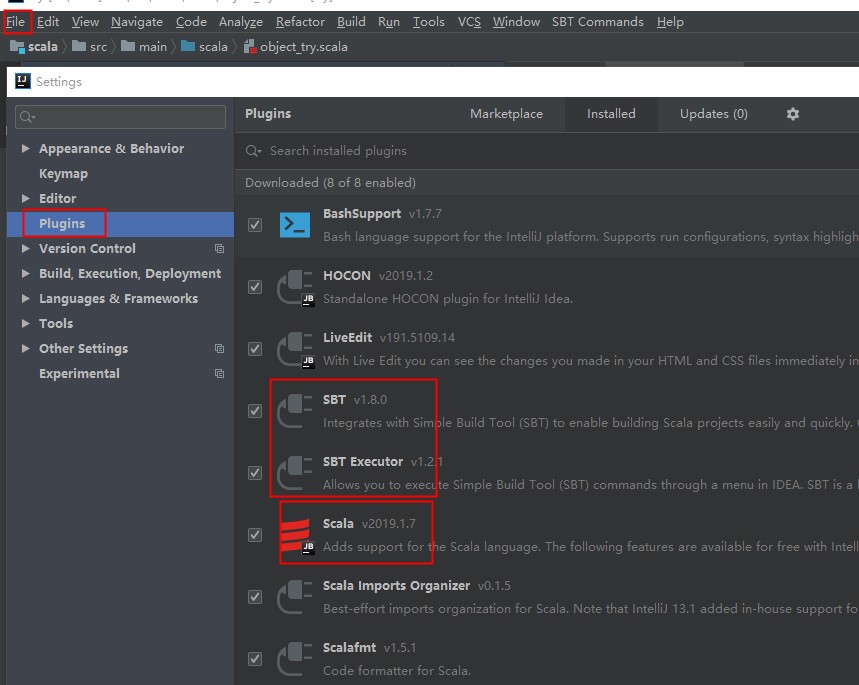 File Edit View Navigate Code Analyze Refactor Build Run Tools VCS Window SBT Commands Help
scala src main scala object_try.scala
Settings
Plugins Marketplace Installed Updates (0)
Search installed plugins
Downloaded (8 of 8 enabled)
Appearance & Behavior
Keymap
Editor
Plugins
Version Control
Build, Execution, Deployment
Languages & Frameworks
Tools
Other Settings
Experimental
BashSupport v1.7.7
Bash language support for the IntelliJ platform. Supports run configurations, syntax highligh
HOCON v2019.1.2
Standalone HOCON plugin for IntelliJ Idea.
LiveEdit v191.5109.14
With Live Edit you can see the changes you made in your HTML and CSS files immediately in
SBT v1.8.0
Integrates with Simple Build Tool (SBT) to enable building Scala projects easily and quickly.
SBT Executor v1.2.1
Allows you to execute Simple Build Tool (SBT) commands through a menu in IDEA. SBT is a
Scala v2019.1.7
Adds support for the Scala language. The following features are available for free with Intell
Scala Imports Organizer v0.1.5
Best-effort imports organization for Scala. Note that IntelliJ 13.1 added in-house support fo
Scalafmt v1.5.1
Code formatter for Scala.